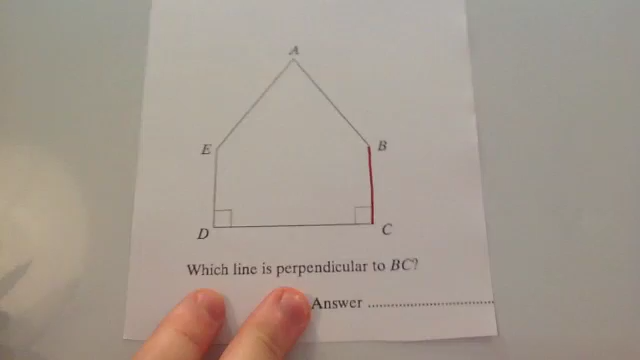 A
E
B
D
C
Which line is perpendicular to BC?
Answer ................................